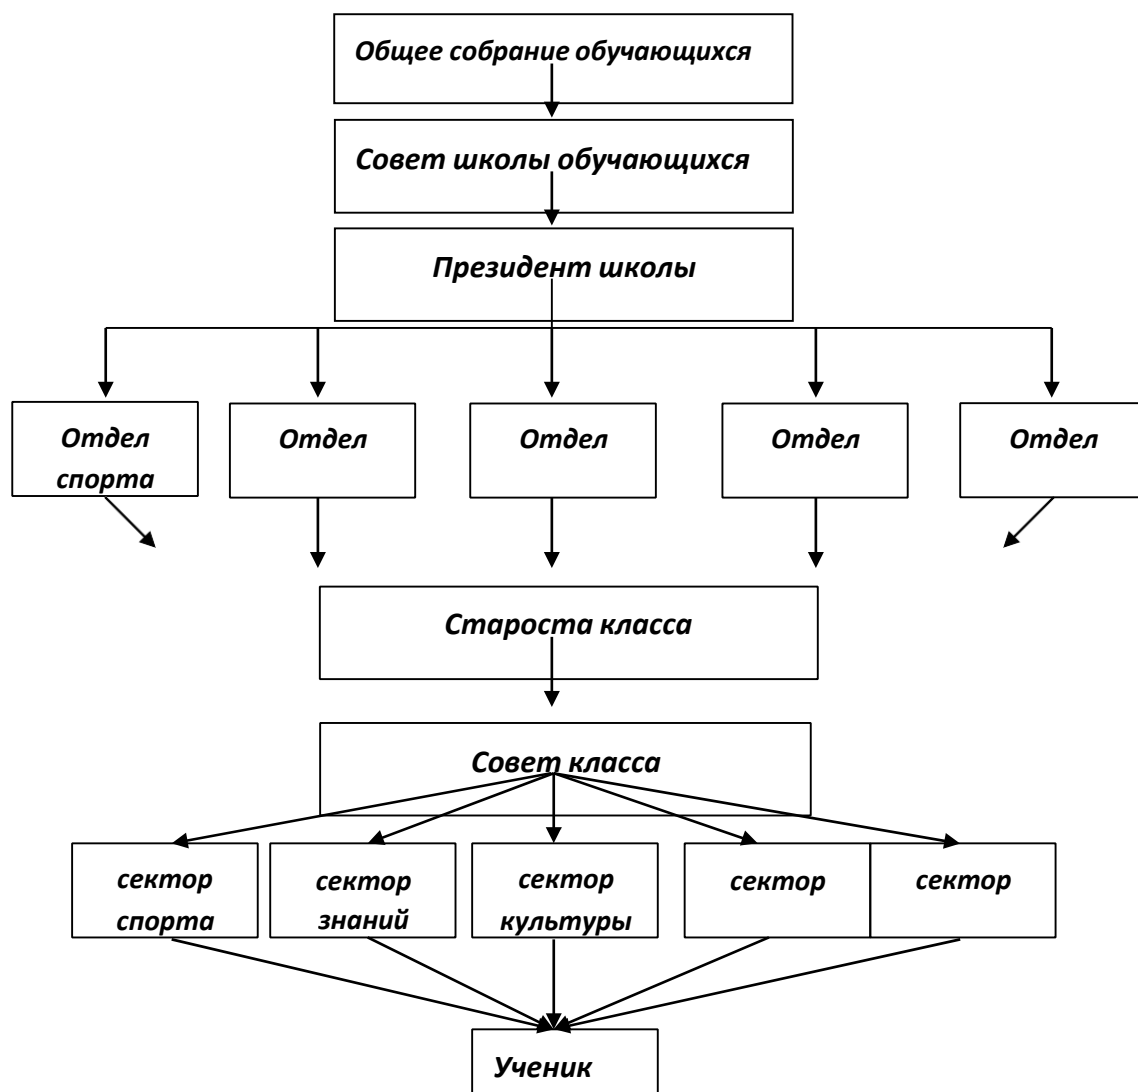 Общее собрание обучающихся
Совет школы обучающихся
Президент школы
Отдел
спорта
Отдел
Отдел
Отдел
Отдел
Староста класса
Совет класса
сектор
спорта
сектор
знаний
сектор
культуры
сектор
сектор
Ученик